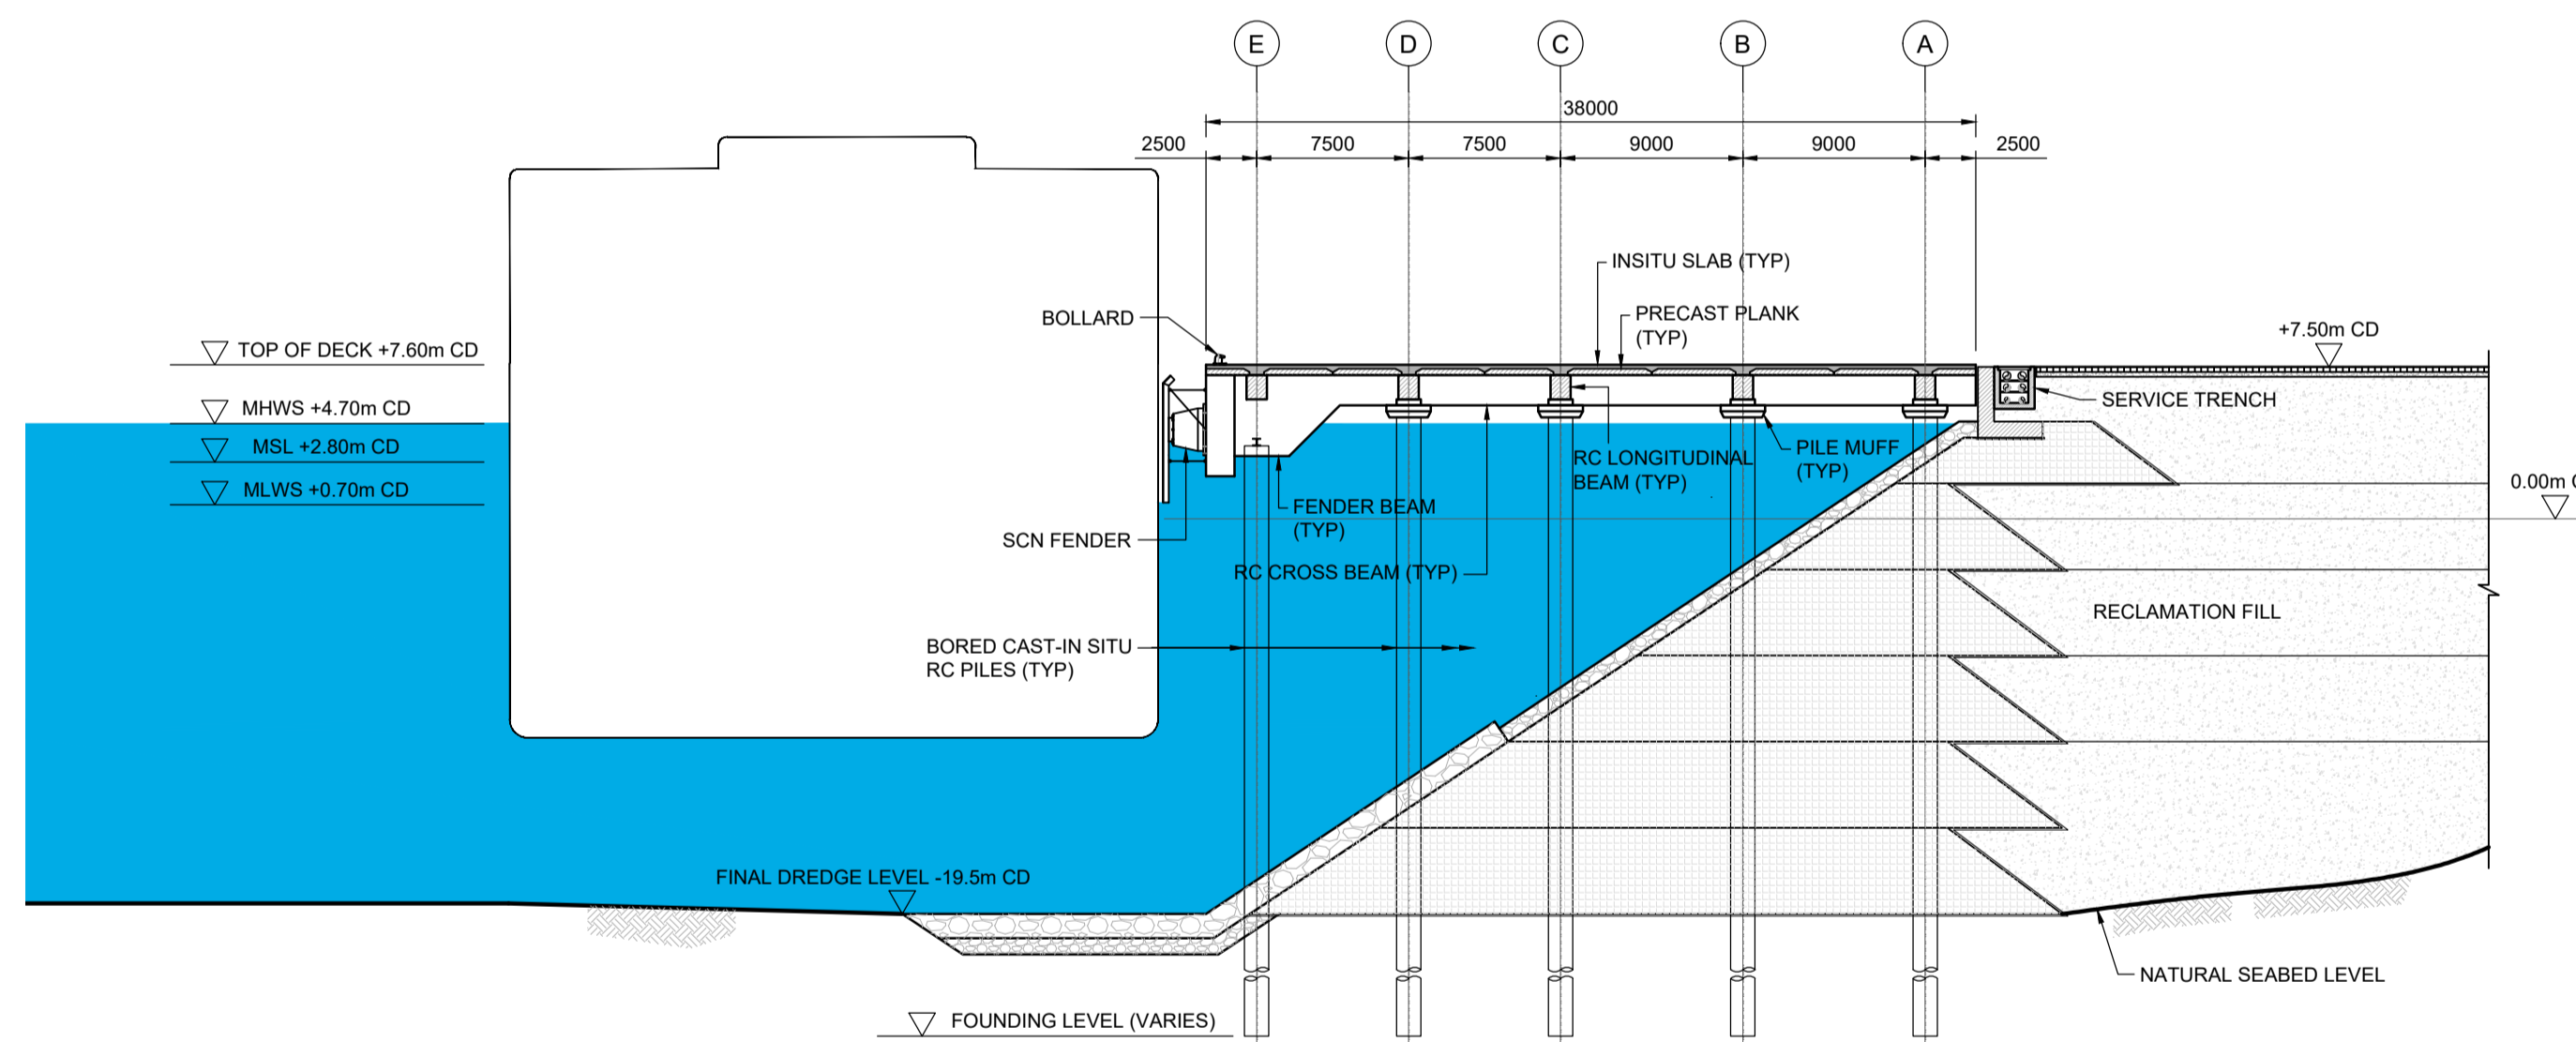 E
D
C
B
A
38000
2500
7500
7500
9000
9000
2500
INSITU SLAB (TYP)
BOLLARD
PRECAST PLANK
(TYP)
+7.50m CD
TOP OF DECK +7.60m CD
SERVICE TRENCH
MHWS +4.70m CD
MSL +2.80m CD
PILE MUFF
(TYP)
RC LONGITUDINAL
BEAM (TYP)
MLWS +0.70m CD
0.00m
FENDER BEAM
(TYP)
SCN FENDER
RC CROSS BEAM (TYP)
RECLAMATION FILL
BORED CAST-IN SITU
RC PILES (TYP)
FINAL DREDGE LEVEL -19.5m CD
NATURAL SEABED LEVEL
FOUNDING LEVEL (VARIES)